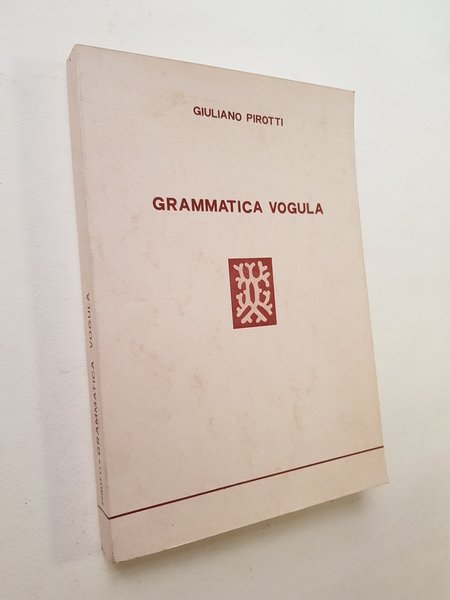 GIULIANO PIROTTI
GRAMMATICA VOGULA
PIROTTI • GRAMMATICA VOGULA